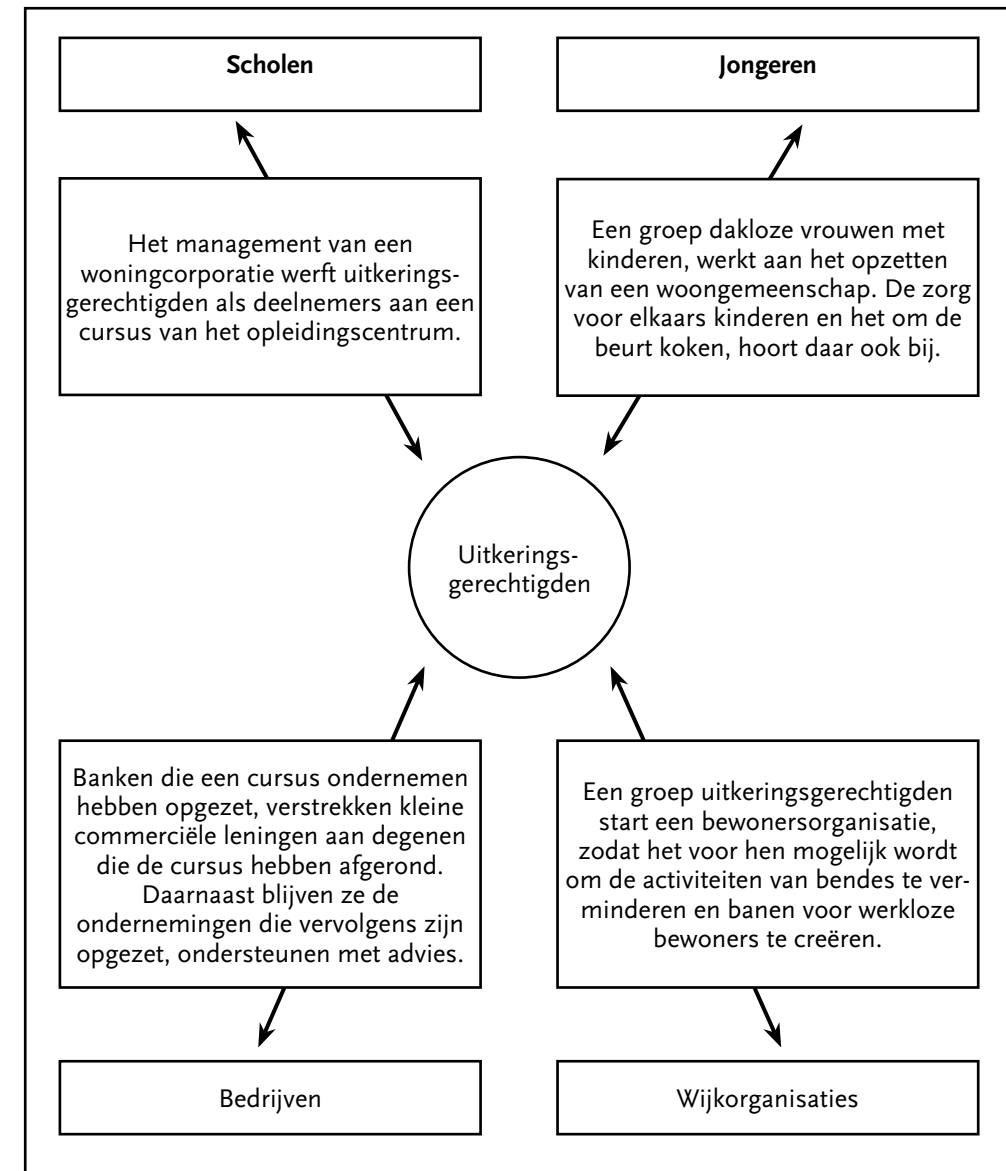 Scholen
Jongeren
Het management van een
woningcorporatie werft uitkerings-
gerechtigden als deelnemers aan een
cursus van het opleidingscentrum.
Een groep dakloze vrouwen met
kinderen, werkt aan het opzetten
van een woongemeenschap. De zorg
voor elkaars kinderen en het om de
beurt koken, hoort daar ook bij.
Uitkerings-
gerechtigden
Banken die een cursus ondernemen
hebben opgezet, verstrekken kleine
commerciële leningen aan degenen
die de cursus hebben afgerond.
Daarnaast blijven ze de
ondernemingen die vervolgens zijn
opgezet, ondersteunen met advies.
Een groep uitkeringsgerechtigden
start een bewonersorganisatie,
zodat het voor hen mogelijk wordt
om de activiteiten van bendes te ver-
minderen en banen voor werkloze
bewoners te creëren.
Bedrijven
Wijkorganisaties